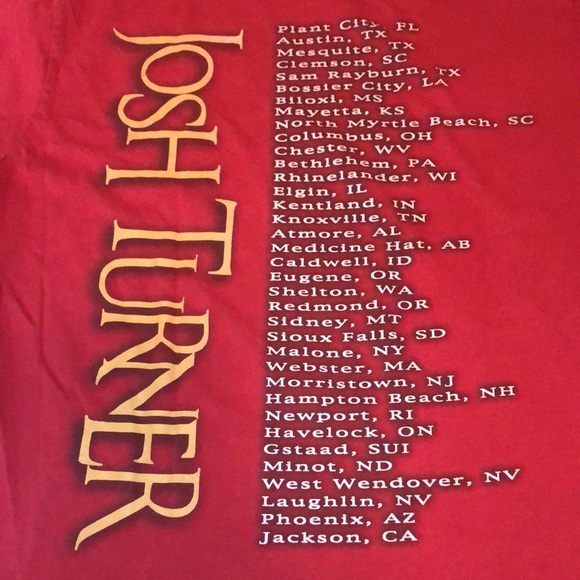 Josh Turner
Plant City, FL
Austin, TX
Mesquite, TX
Clemson, SC
Sam Rayburn, TX
Bossier City, LA
Biloxi, MS
Mayetta, KS
North Myrtle Beach, SC
Columbus, OH
Chester, WV
Bethlehem, PA
Rhinelander, WI
Elgin, IL
Kentland, IN
Knoxville, TN
Atmore, AL
Medicine Hat, AB
Caldwell, ID
Eugene, OR
Shelton, WA
Redmond, OR
Sidney, MT
Sioux Falls, SD
Malone, NY
Webster, MA
Morristown, NJ
Hampton Beach, NH
Newport, RI
Havelock, ON
Gstaad, SUI
Minot, ND
West Wendover, NV
Laughlin, NV
Phoenix, AZ
Jackson, CA